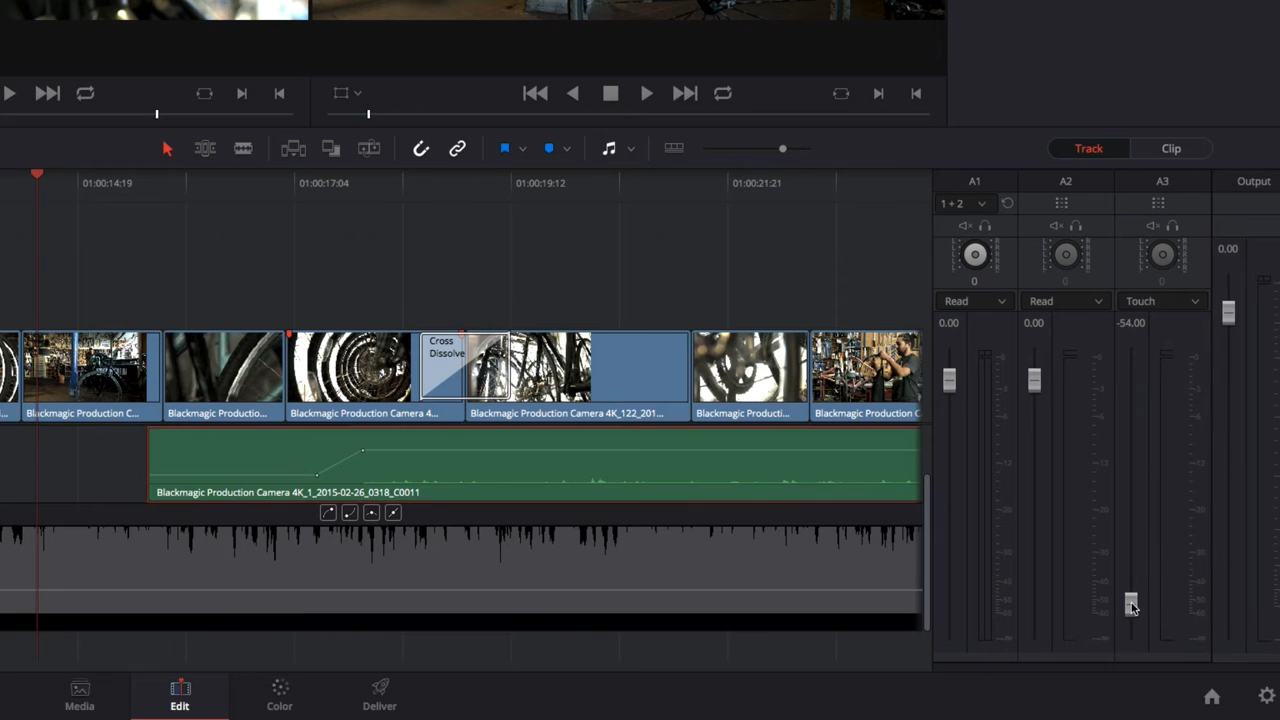 Track
Clip
01:00:14:19
01:00:17:04
01:00:19:12
01:00:21:21
A1
A2
A3
Output
1 + 2
0.00
0
0
0
Read
Read
Touch
0.00
0.00
-54.00
Cross
Dissolve
Blackmagic Production C...
Blackmagic Productio...
Blackmagic Production Camera 4...
Blackmagic Production Camera 4K_122_201...
Blackmagic Producti...
Blackmagic Production C
Blackmagic Production Camera 4K_1_2015-02-26_0318_C0011
Media
Edit
Color
Deliver